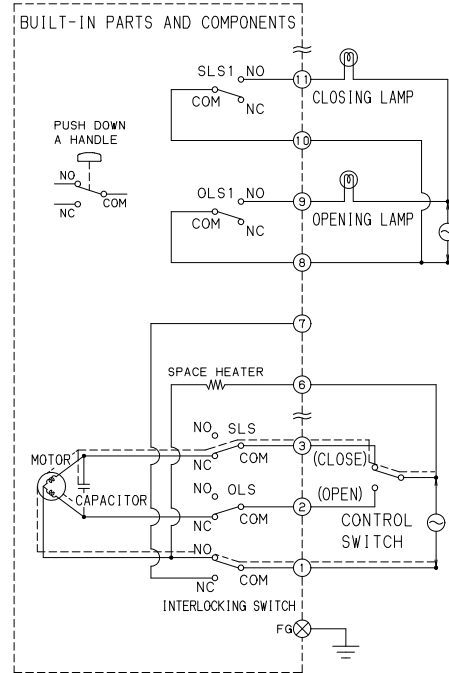 BUILT-IN PARTS AND COMPONENTS
SLS1 NO
11
CLOSING LAMP
COM
NC
PUSH DOWN
A HANDLE
10
NO
COM
NC
OLS1 NO
9
OPENING LAMP
COM
NC
8
7
SPACE HEATER
6
NO SLS
3
(CLOSE)
NC
COM
MOTOR
CAPACITOR
NO
OLS
(OPEN)
2
NC
COM
CONTROL
SWITCH
NO
1
NC
COM
INTERLOCKING SWITCH
FG